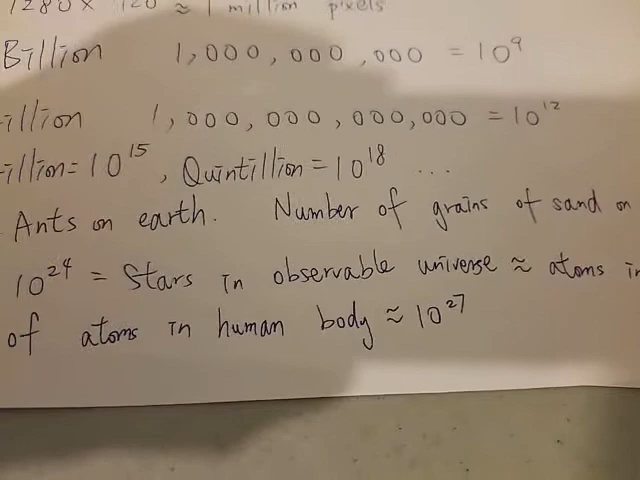 1280 x 720 ≈ 1 million pixels
Billion 1,000,000,000 = 10⁹
illion 1,000,000,000,000 = 10¹²
illion = 10¹⁵, Quintillion = 10¹⁸ ...
Ants on earth. Number of grains of sand on
10²⁴ = Stars in observable universe ≈ atoms in
of atoms in human body ≈ 10²⁷